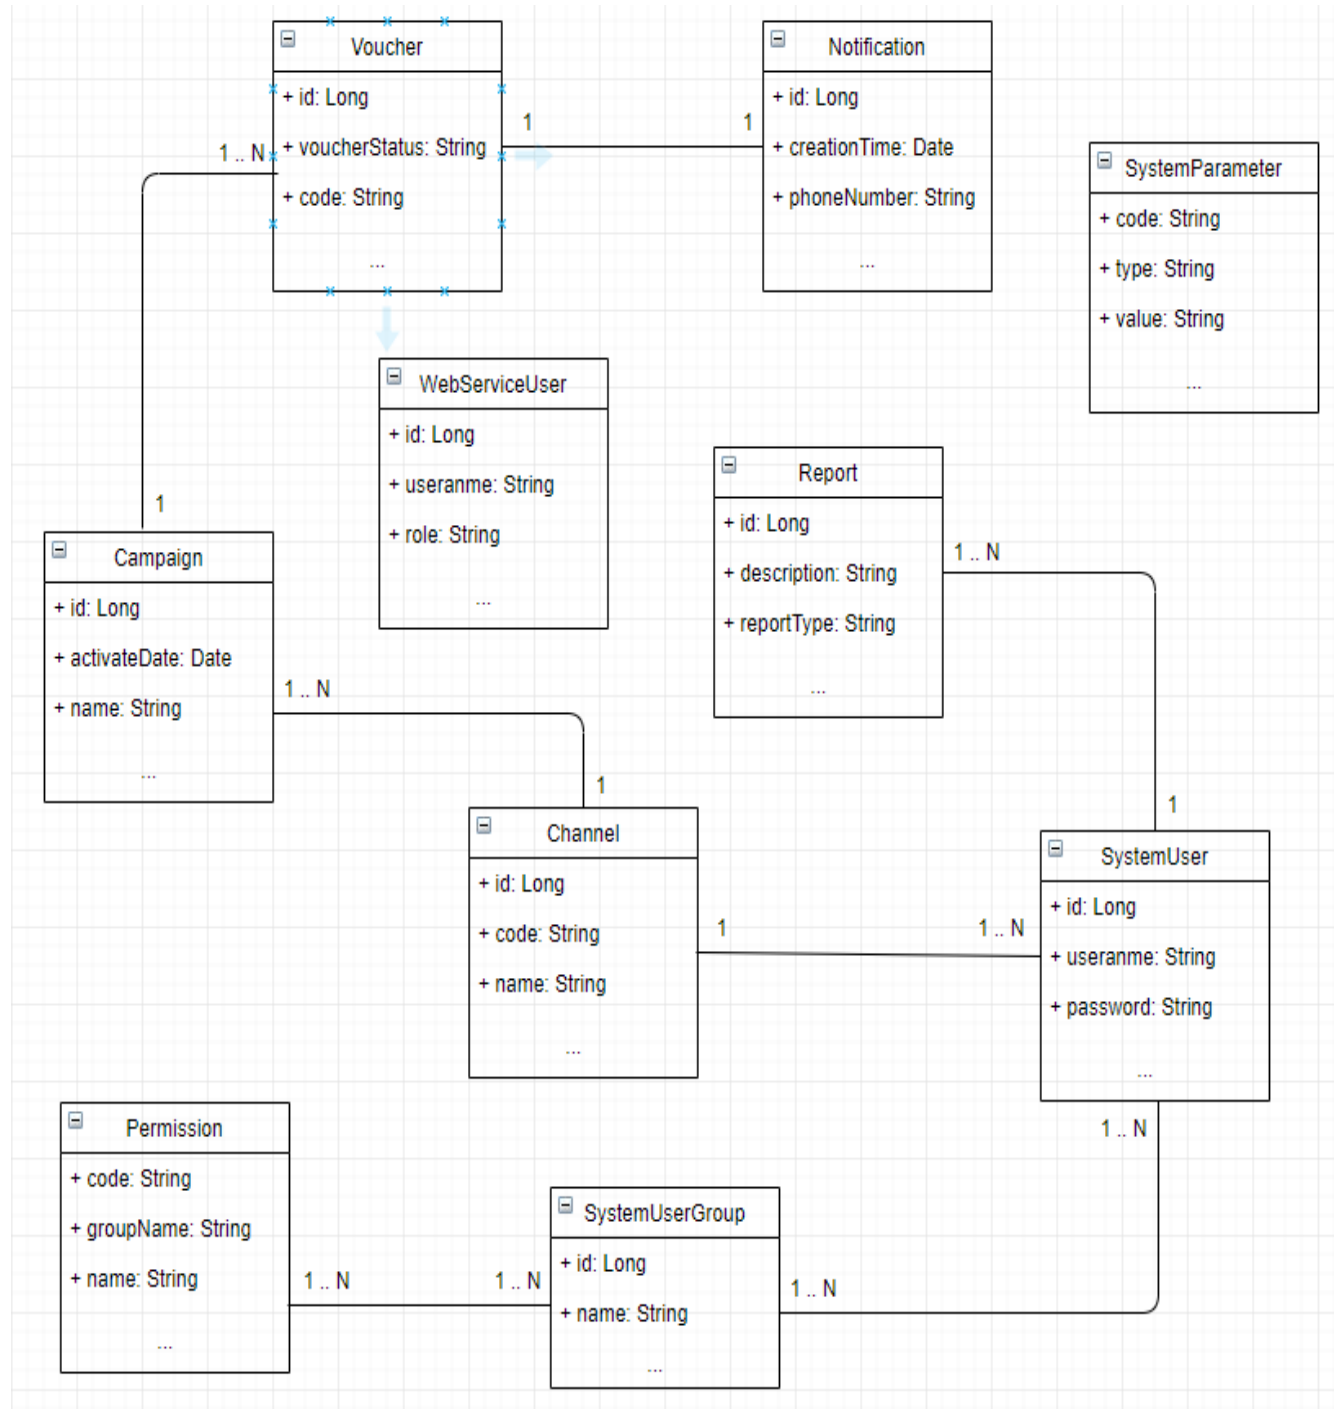 Voucher
+ id: Long
+ voucherStatus: String
+ code: String
...
1
1
Notification
+ id: Long
+ creationTime: Date
+ phoneNumber: String
...
SystemParameter
+ code: String
+ type: String
+ value: String
...
1 .. N
1
WebServiceUser
+ id: Long
+ useranme: String
+ role: String
...
Report
+ id: Long
+ description: String
+ reportType: String
...
1 .. N
1
Campaign
+ id: Long
+ activateDate: Date
+ name: String
...
1 .. N
1
Channel
+ id: Long
+ code: String
+ name: String
...
1
1 .. N
SystemUser
+ id: Long
+ useranme: String
+ password: String
...
1 .. N
Permission
+ code: String
+ groupName: String
+ name: String
...
1 .. N
1 .. N
SystemUserGroup
+ id: Long
+ name: String
...
1 .. N